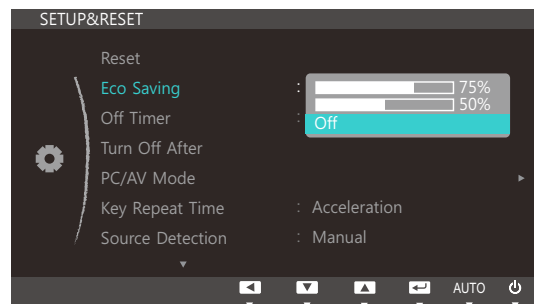 SETUP&RESET
Reset
Eco Saving :
75%
50%
Off Timer : Off
Turn Off After
PC/AV Mode
Key Repeat Time : Acceleration
Source Detection : Manual
AUTO